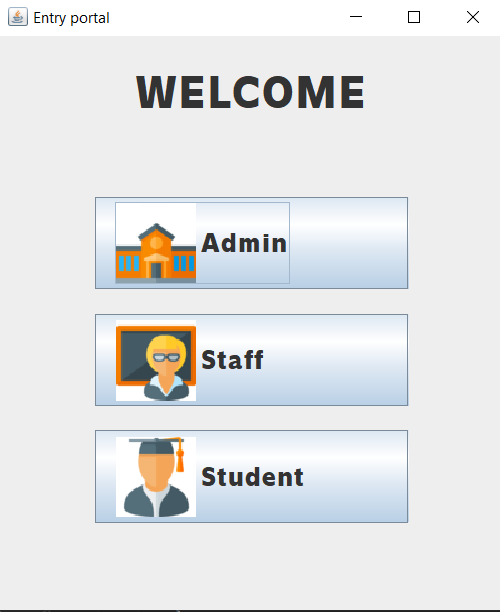 Entry portal
WELCOME
Admin
Staff
Student